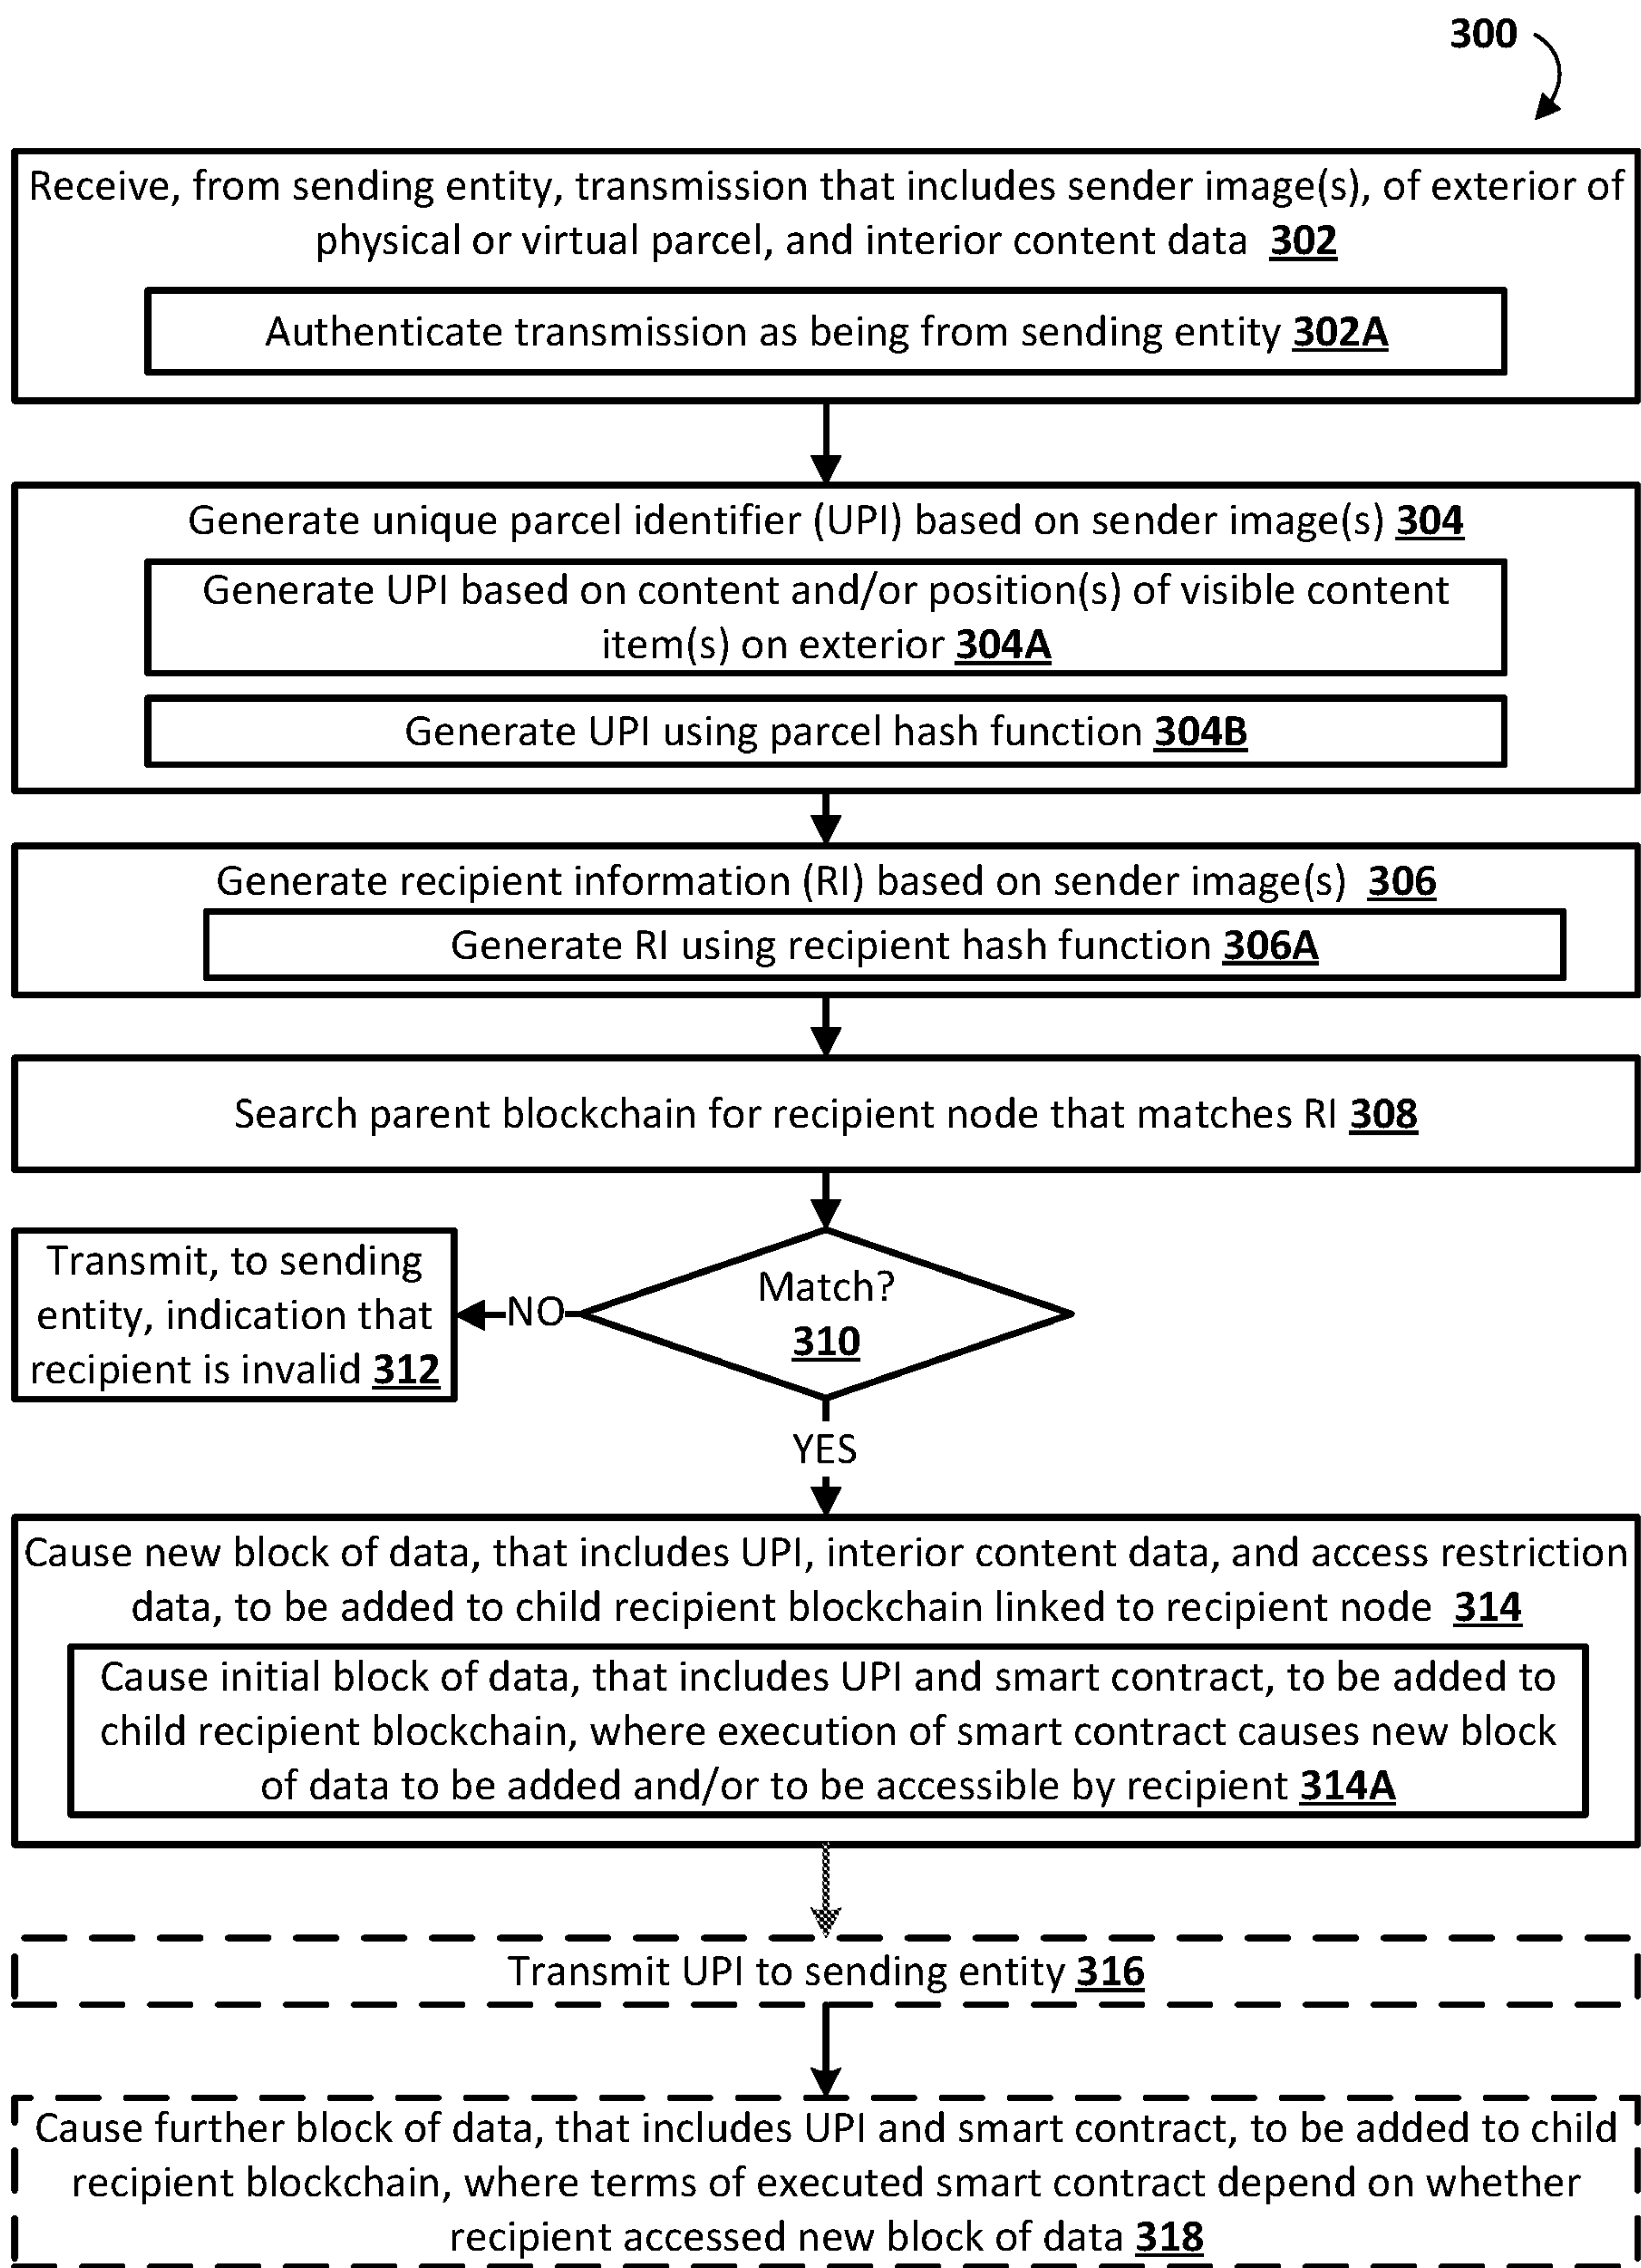 300
Receive, from sending entity, transmission that includes sender image(s), of exterior of
physical or virtual parcel, and interior content data 302
Authenticate transmission as being from sending entity 302A
Generate unique parcel identifier (UPI) based on sender image(s) 304
Generate UPI based on content and/or position(s) of visible content
item(s) on exterior 304A
Generate UPI using parcel hash function 304B
Generate recipient information (RI) based on sender image(s) 306
Generate RI using recipient hash function 306A
Search parent blockchain for recipient node that matches RI 308
Match?
310
NO
Transmit, to sending
entity, indication that
recipient is invalid 312
YES
Cause new block of data, that includes UPI, interior content data, and access restriction
data, to be added to child recipient blockchain linked to recipient node 314
Cause initial block of data, that includes UPI and smart contract, to be added to
child recipient blockchain, where execution of smart contract causes new block
of data to be added and/or to be accessible by recipient 314A
Transmit UPI to sending entity 316
Cause further block of data, that includes UPI and smart contract, to be added to child
recipient blockchain, where terms of executed smart contract depend on whether
recipient accessed new block of data 318